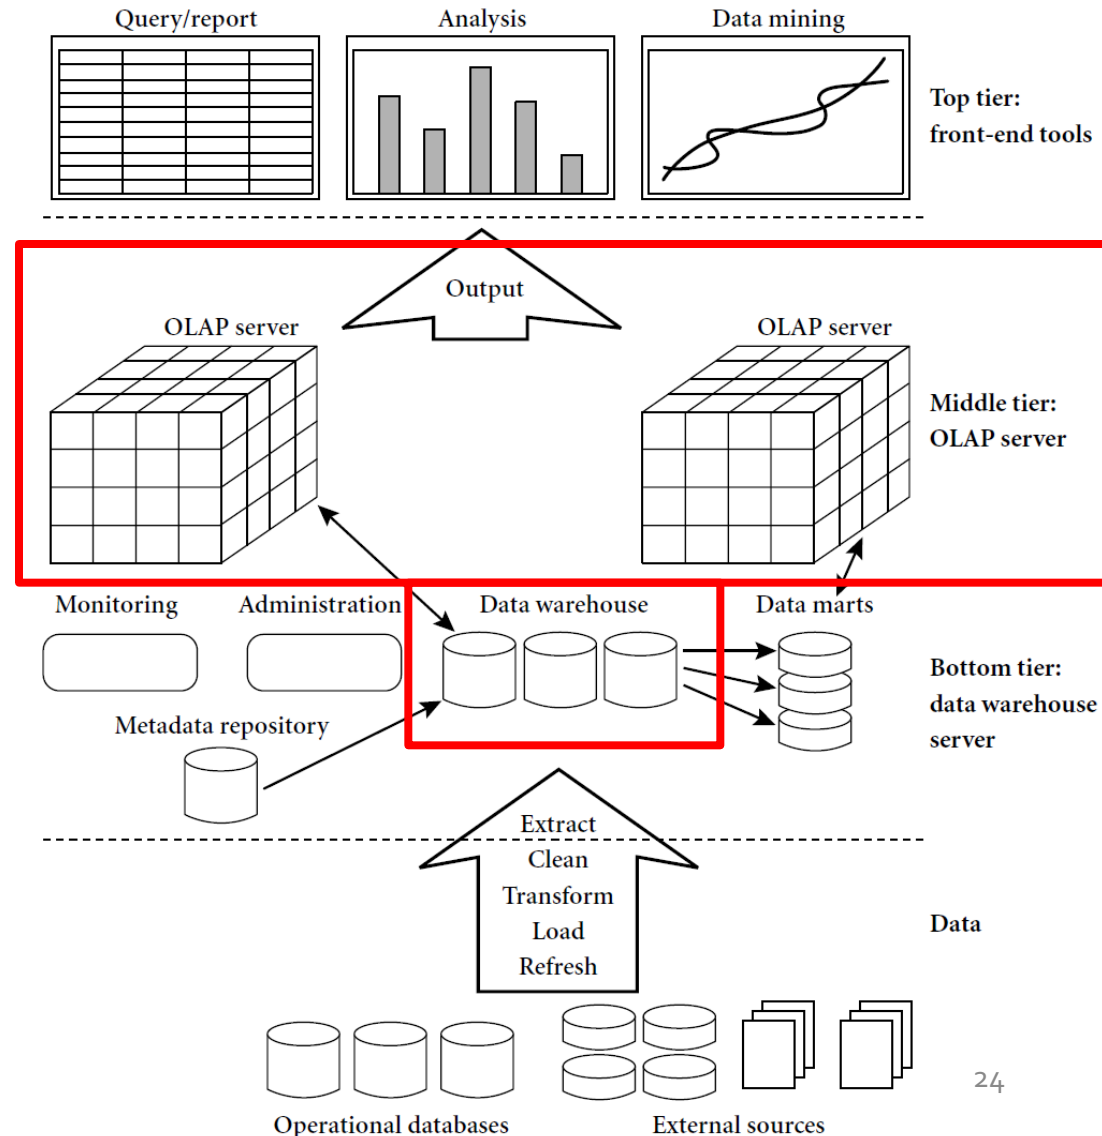 Query/report
Analysis
Data mining
Top tier:
front-end tools
Output
OLAP server
OLAP server
Middle tier:
OLAP server
Monitoring
Administration
Data warehouse
Data marts
Bottom tier:
data warehouse
server
Metadata repository
Extract
Clean
Transform
Load
Refresh
Data
24
Operational databases
External sources